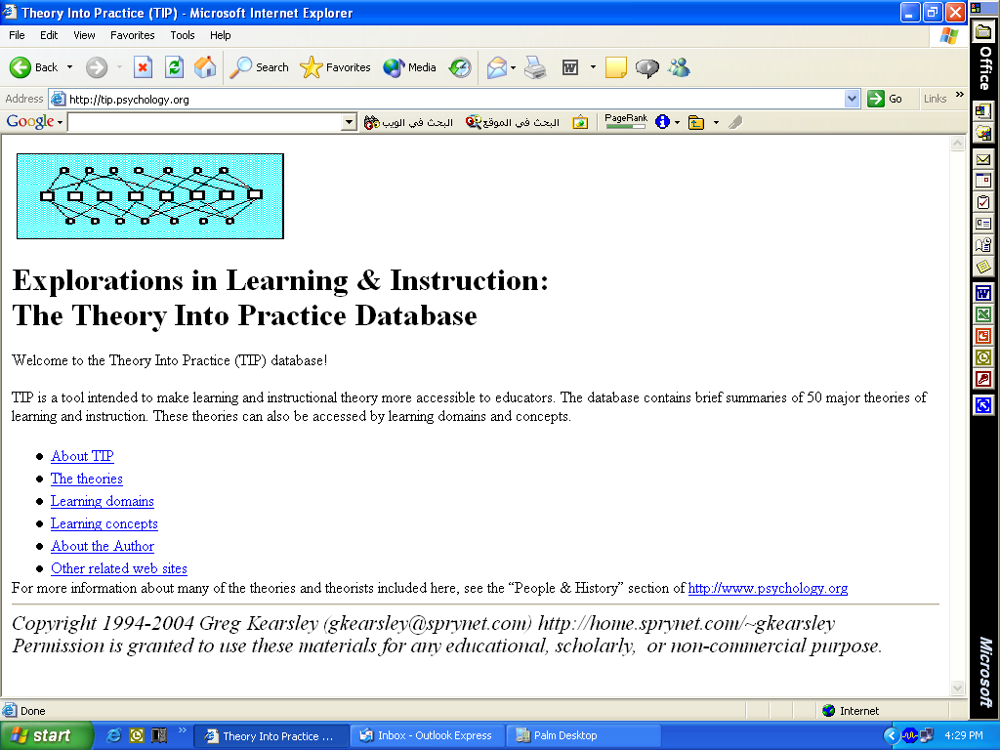 Theory Into Practice (TIP) - Microsoft Internet Explorer
File Edit View Favorites Tools Help
Back Search Favorites Media
Address http://tip.psychology.org Go Links »
Google البحث في الويب البحث في الموقع PageRank
Office
Explorations in Learning & Instruction:
The Theory Into Practice Database
Welcome to the Theory Into Practice (TIP) database!
TIP is a tool intended to make learning and instructional theory more accessible to educators. The database contains brief summaries of 50 major theories of
learning and instruction. These theories can also be accessed by learning domains and concepts.
About TIP
The theories
Learning domains
Learning concepts
About the Author
Other related web sites
For more information about many of the theories and theorists included here, see the “People & History” section of http://www.psychology.org
Copyright 1994-2004 Greg Kearsley (gkearsley@sprynet.com) http://home.sprynet.com/~gkearsley
Permission is granted to use these materials for any educational, scholarly, or non-commercial purpose.
Microsoft
Done Internet
start » Theory Into Practice ... Inbox - Outlook Express Palm Desktop 4:29 PM